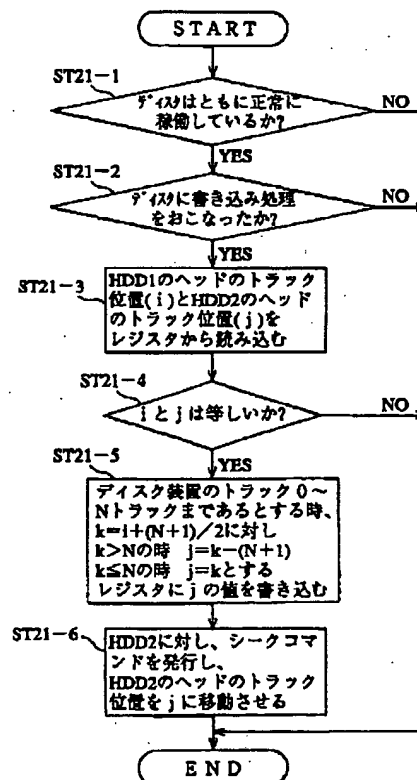 START
ST21-1
ディスクはともに正常に
稼働しているか?
NO
YES
ST21-2
ディスクに書き込み処理
をおこなったか?
NO
YES
ST21-3
HDD1のヘッドのトラック
位置(i)とHDD2のヘッド
のトラック位置(j)を
レジスタから読み込む
ST21-4
iとjは等しいか?
NO
YES
ST21-5
ディスク装置のトラック0~
Nトラックまであるとする時、
k=i+(N+1)/2に対し
k>Nの時 j=k-(N+1)
k≦Nの時 j=kとする
レジスタにjの値を書き込む
ST21-6
HDD2に対し、シークコマ
ンドを発行し、
HDD2のヘッドのトラック
位置をjに移動させる
END